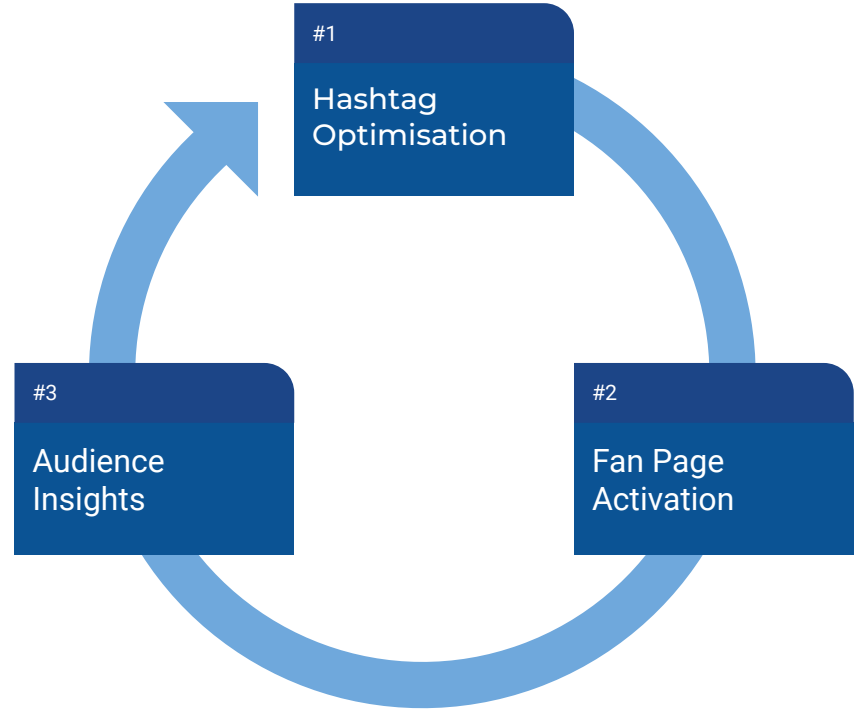 #1
Hashtag
Optimisation
#2
Fan Page
Activation
#3
Audience
Insights